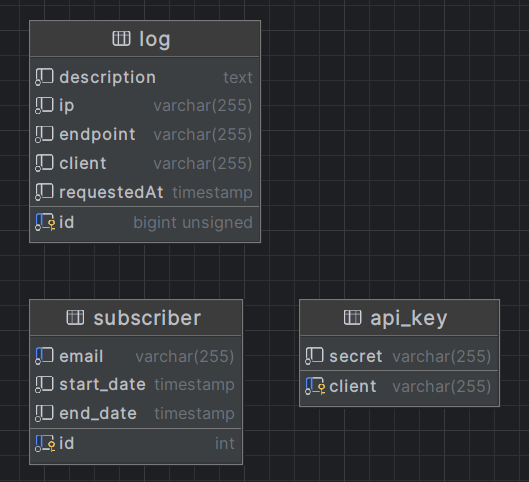 log
description text
ip varchar(255)
endpoint varchar(255)
client varchar(255)
requestedAt timestamp
id bigint unsigned
subscriber
email varchar(255)
start_date timestamp
end_date timestamp
id int
api_key
secret varchar(255)
client varchar(255)